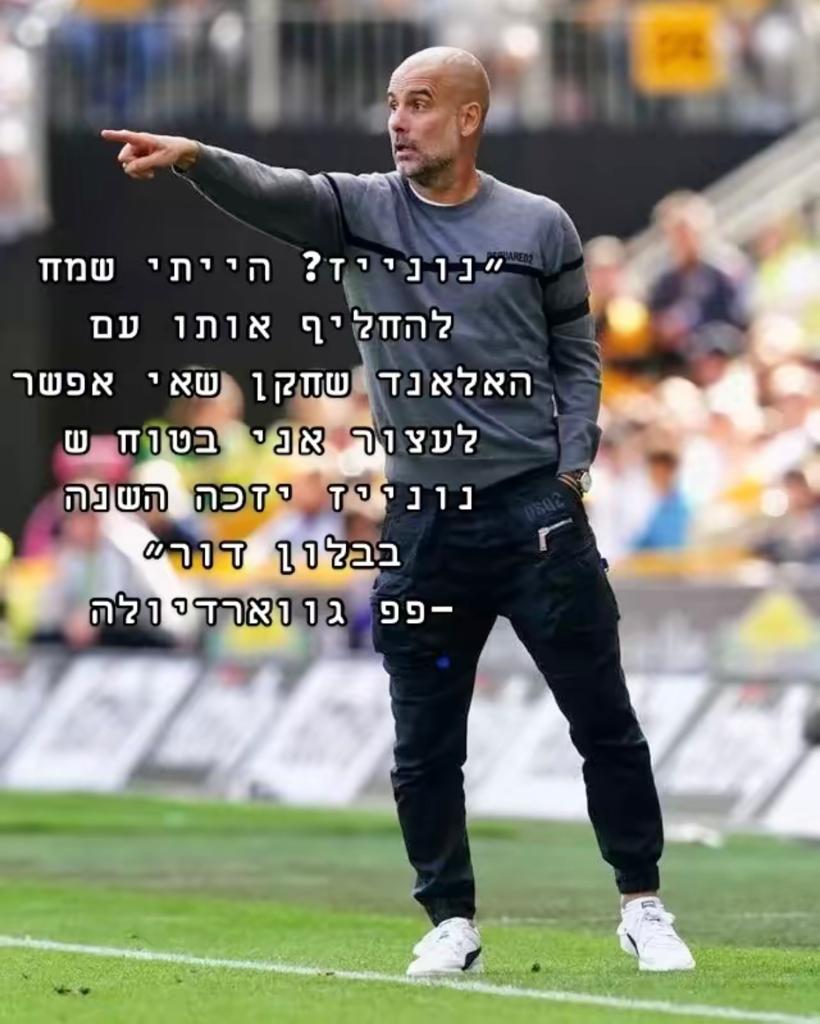 "נונייז? הייתי שמח
להחליף אותו עם
האלאנד שחקן שאי אפשר
לעצור אני בטוח ש
נונייז יזכה השנה
בבלון דור"
-פפ גווארדיולה
DSQUARED2